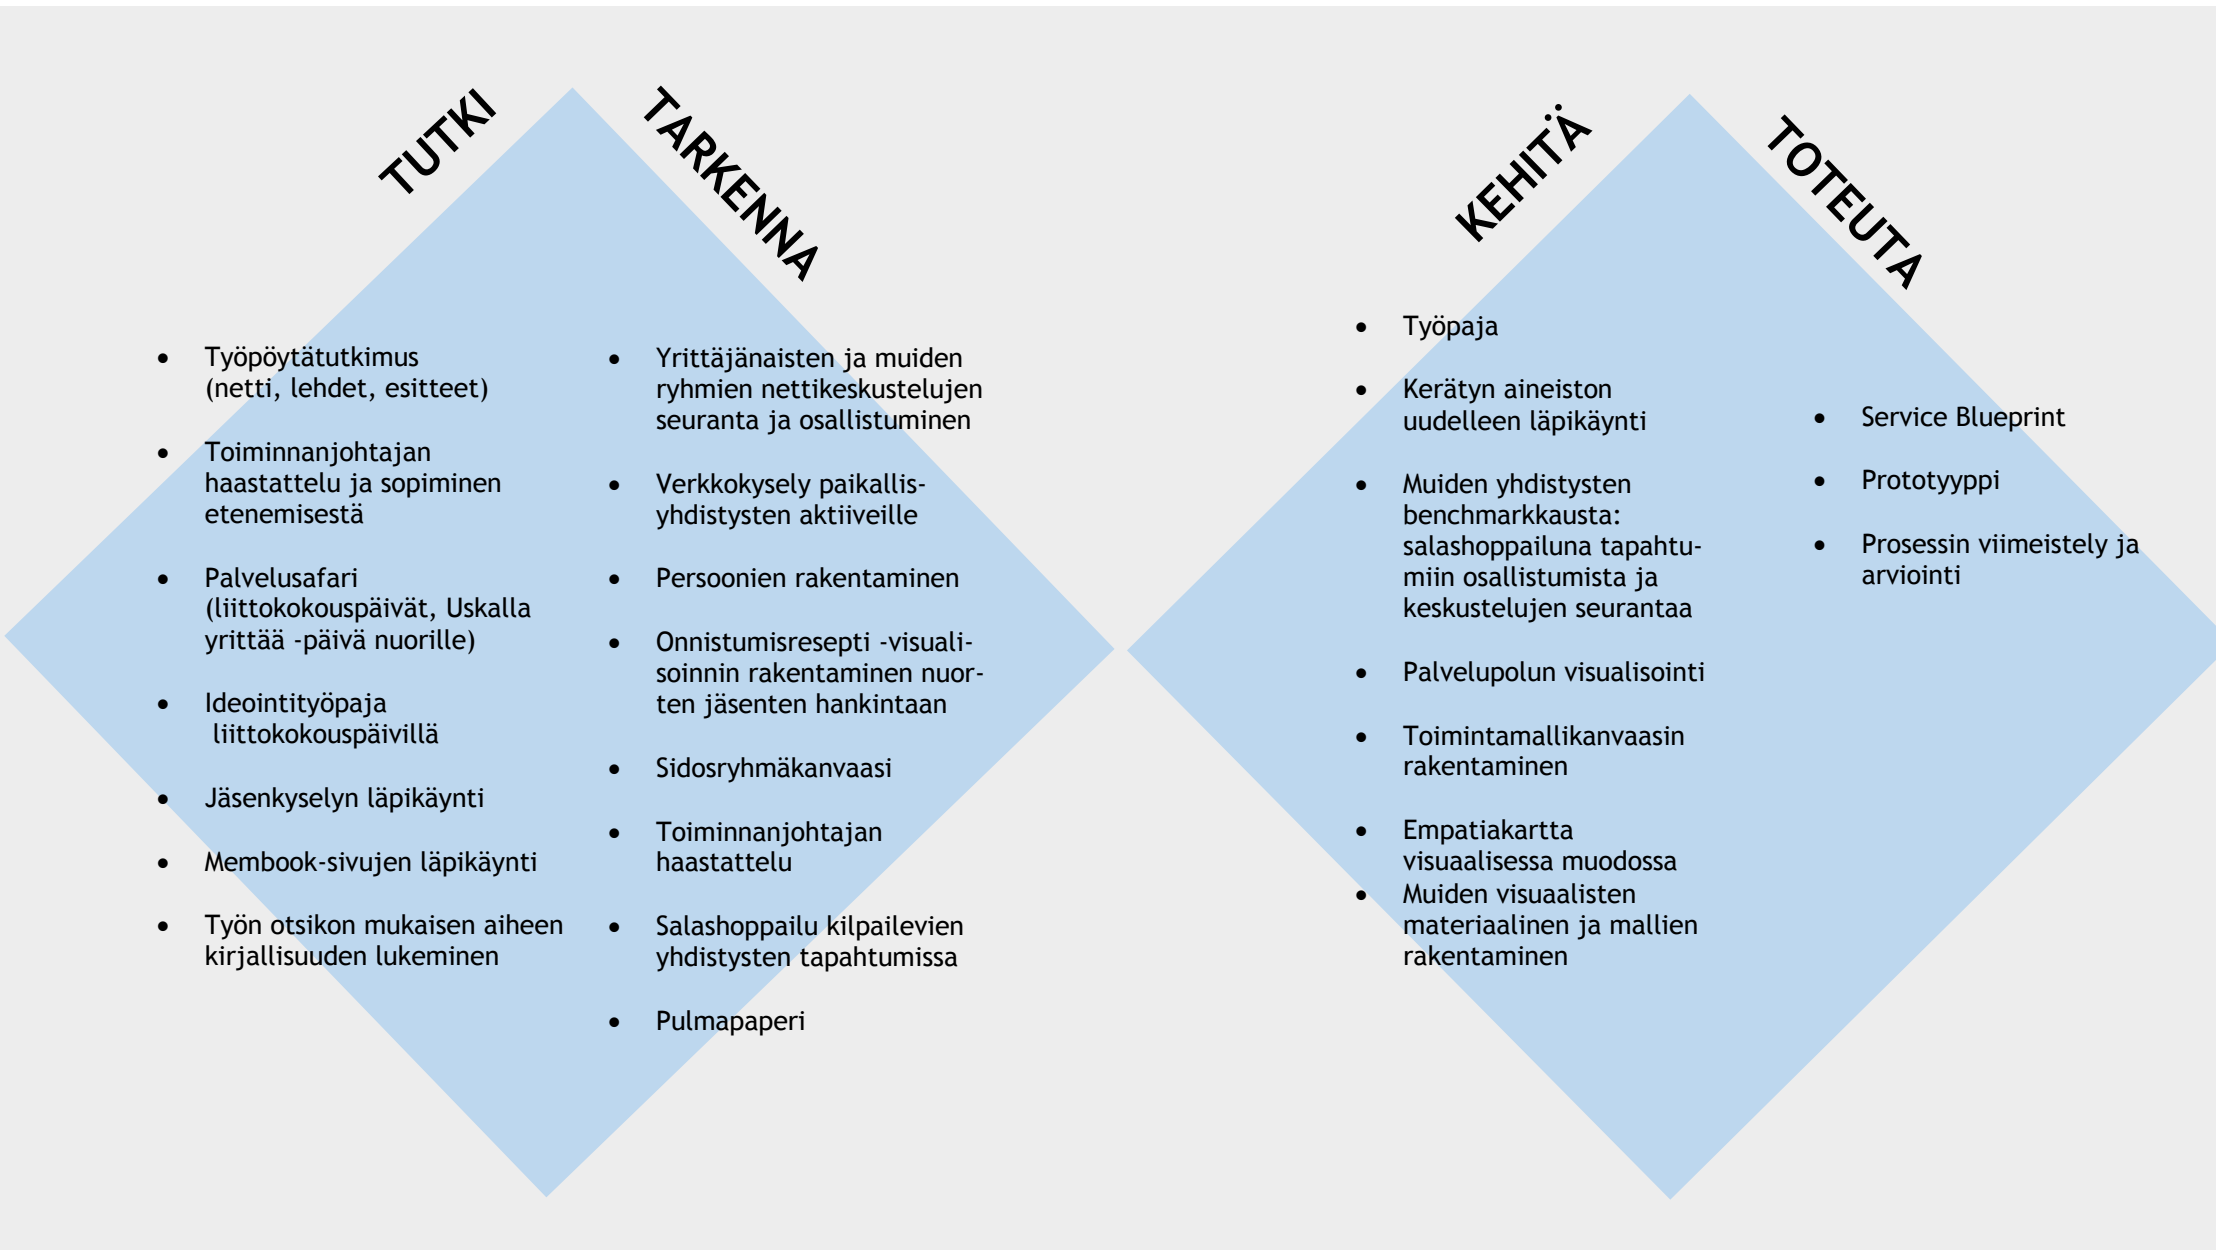 TUTKI
• Työpöytätutkimus
(netti, lehdet, esitteet)
• Toiminnanjohtajan
haastattelu ja sopiminen
etenemisestä
• Palvelusafari
(liittokokouspäivät, Uskalla
yrittää -päivä nuorille)
• Ideointityöpaja
liittokokouspäivillä
• Jäsenkyselyn läpikäynti
• Membook-sivujen läpikäynti
• Työn otsikon mukaisen aiheen
kirjallisuuden lukeminen
TARKENNA
• Yrittäjänaisten ja muiden
ryhmien nettikeskustelujen
seuranta ja osallistuminen
• Verkkokysely paikallis-
yhdistysten aktiiveille
• Persoonien rakentaminen
• Onnistumisresepti -visuali-
soinnin rakentaminen nuor-
ten jäsenten hankintaan
• Sidosryhmäkanvaasi
• Toiminnanjohtajan
haastattelu
• Salashoppailu kilpailevien
yhdistysten tapahtumissa
• Pulmapaperi
KEHITÄ
• Työpaja
• Kerätyn aineiston
uudelleen läpikäynti
• Muiden yhdistysten
benchmarkkausta:
salashoppailuna tapahtu-
miin osallistumista ja
keskustelujen seurantaa
• Palvelupolun visualisointi
• Toimintamallikanvaasin
rakentaminen
• Empatiakartta
visuaalisessa muodossa
• Muiden visuaalisten
materiaalinen ja mallien
rakentaminen
TOTEUTA
• Service Blueprint
• Prototyyppi
• Prosessin viimeistely ja
arviointi